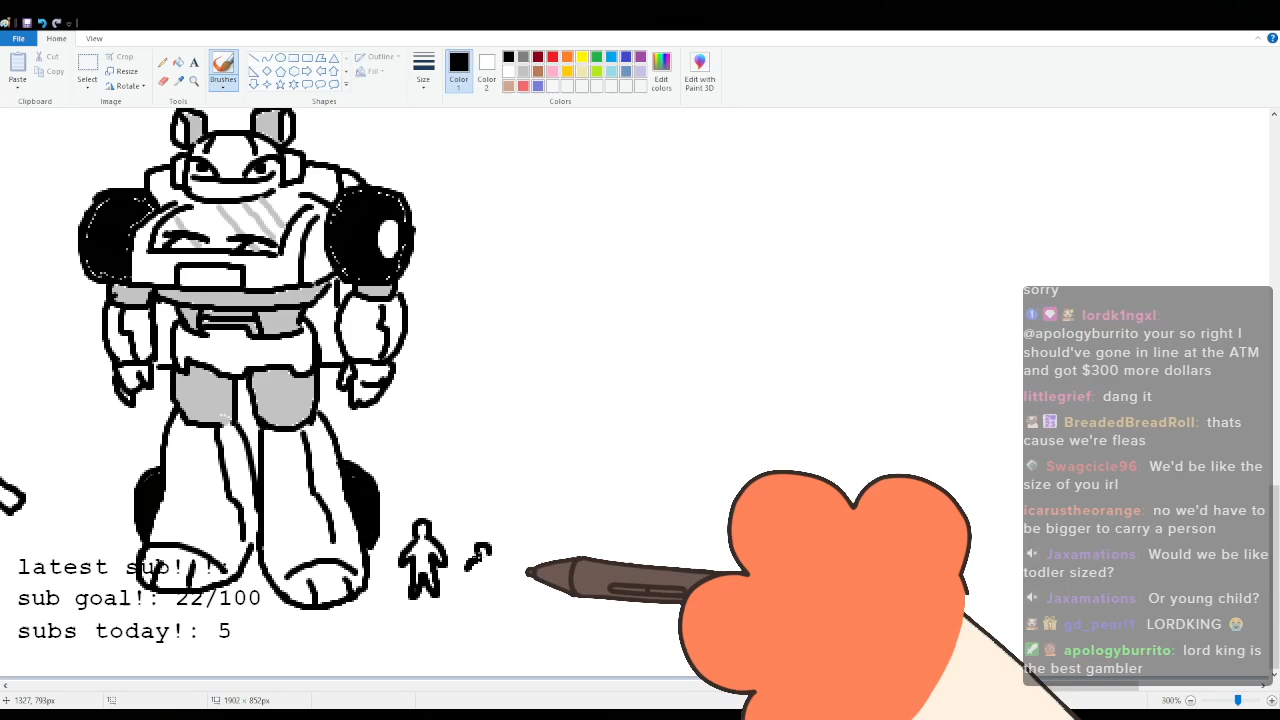 File Home View
Paste
Cut
Copy
Clipboard
Select
Crop
Resize
Rotate
Image
Tools
Brushes
Shapes
Outline
Fill
Size
Color 1
Color 2
Edit colors
Edit with Paint 3D
Colors
sorry
lordk1ngxl:
@apologyburrito your so right I
should've gone in line at the ATM
and got $300 more dollars
littlegrief: dang it
BreadedBreadRoll: thats
cause we're fleas
Swagcicle96: We'd be like the
size of you irl
icarustheorange: no we'd have to
be bigger to carry a person
Jaxamations: Would we be like
todler sized?
Jaxamations: Or young child?
LORDKING 😭
apologyburrito: lord king is
the best gambler
latest sub!
sub goal!: 22/100
subs today!: 5
1327, 793px
1902 × 852px
300%